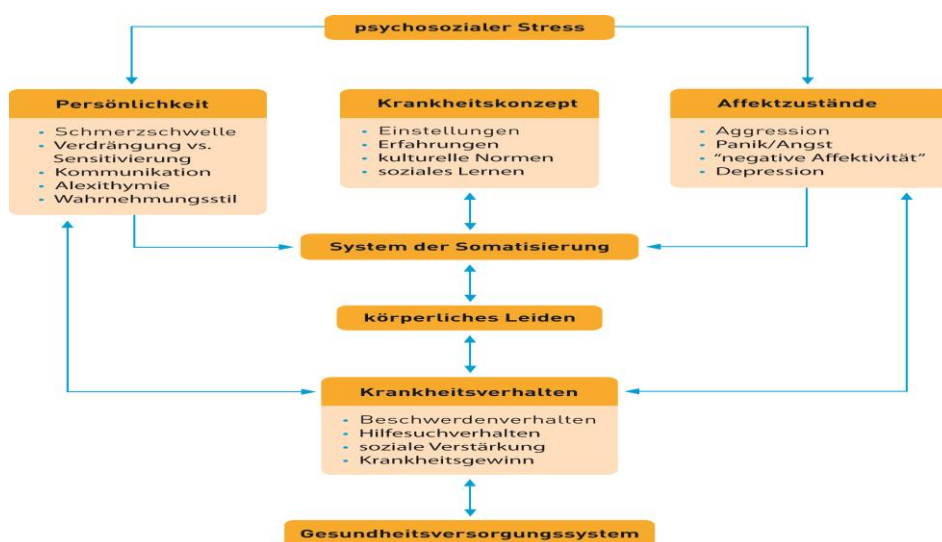 psychosozialer Stress
Persönlichkeit
• Schmerzschwelle
• Verdrängung vs.
Sensitivierung
• Kommunikation
• Alexithymie
• Wahrnehmungsstil
Krankheitskonzept
• Einstellungen
• Erfahrungen
• kulturelle Normen
• soziales Lernen
Affektzustände
• Aggression
• Panik/Angst
• “negative Affektivität”
• Depression
System der Somatisierung
körperliches Leiden
Krankheitsverhalten
• Beschwerdenverhalten
• Hilfesuchverhalten
• soziale Verstärkung
• Krankheitsgewinn
Gesundheitsversorgungssystem